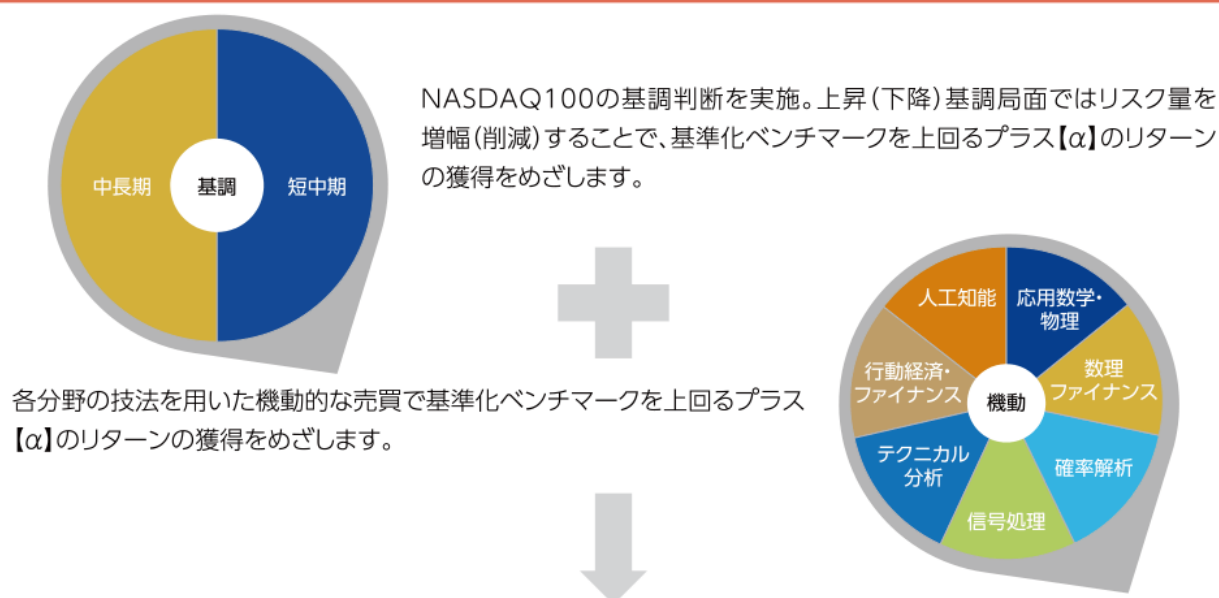 中長期
基調
短中期
NASDAQ100の基調判断を実施。上昇(下降)基調局面ではリスク量を
増幅(削減)することで、基準化ベンチマークを上回るプラス【α】のリターン
の獲得をめざします。
各分野の技法を用いた機動的な売買で基準化ベンチマークを上回るプラス
【α】のリターンの獲得をめざします。
人工知能
応用数学・
物理
行動経済・
ファイナンス
機動
数理
ファイナンス
テクニカル
分析
確率解析
信号処理